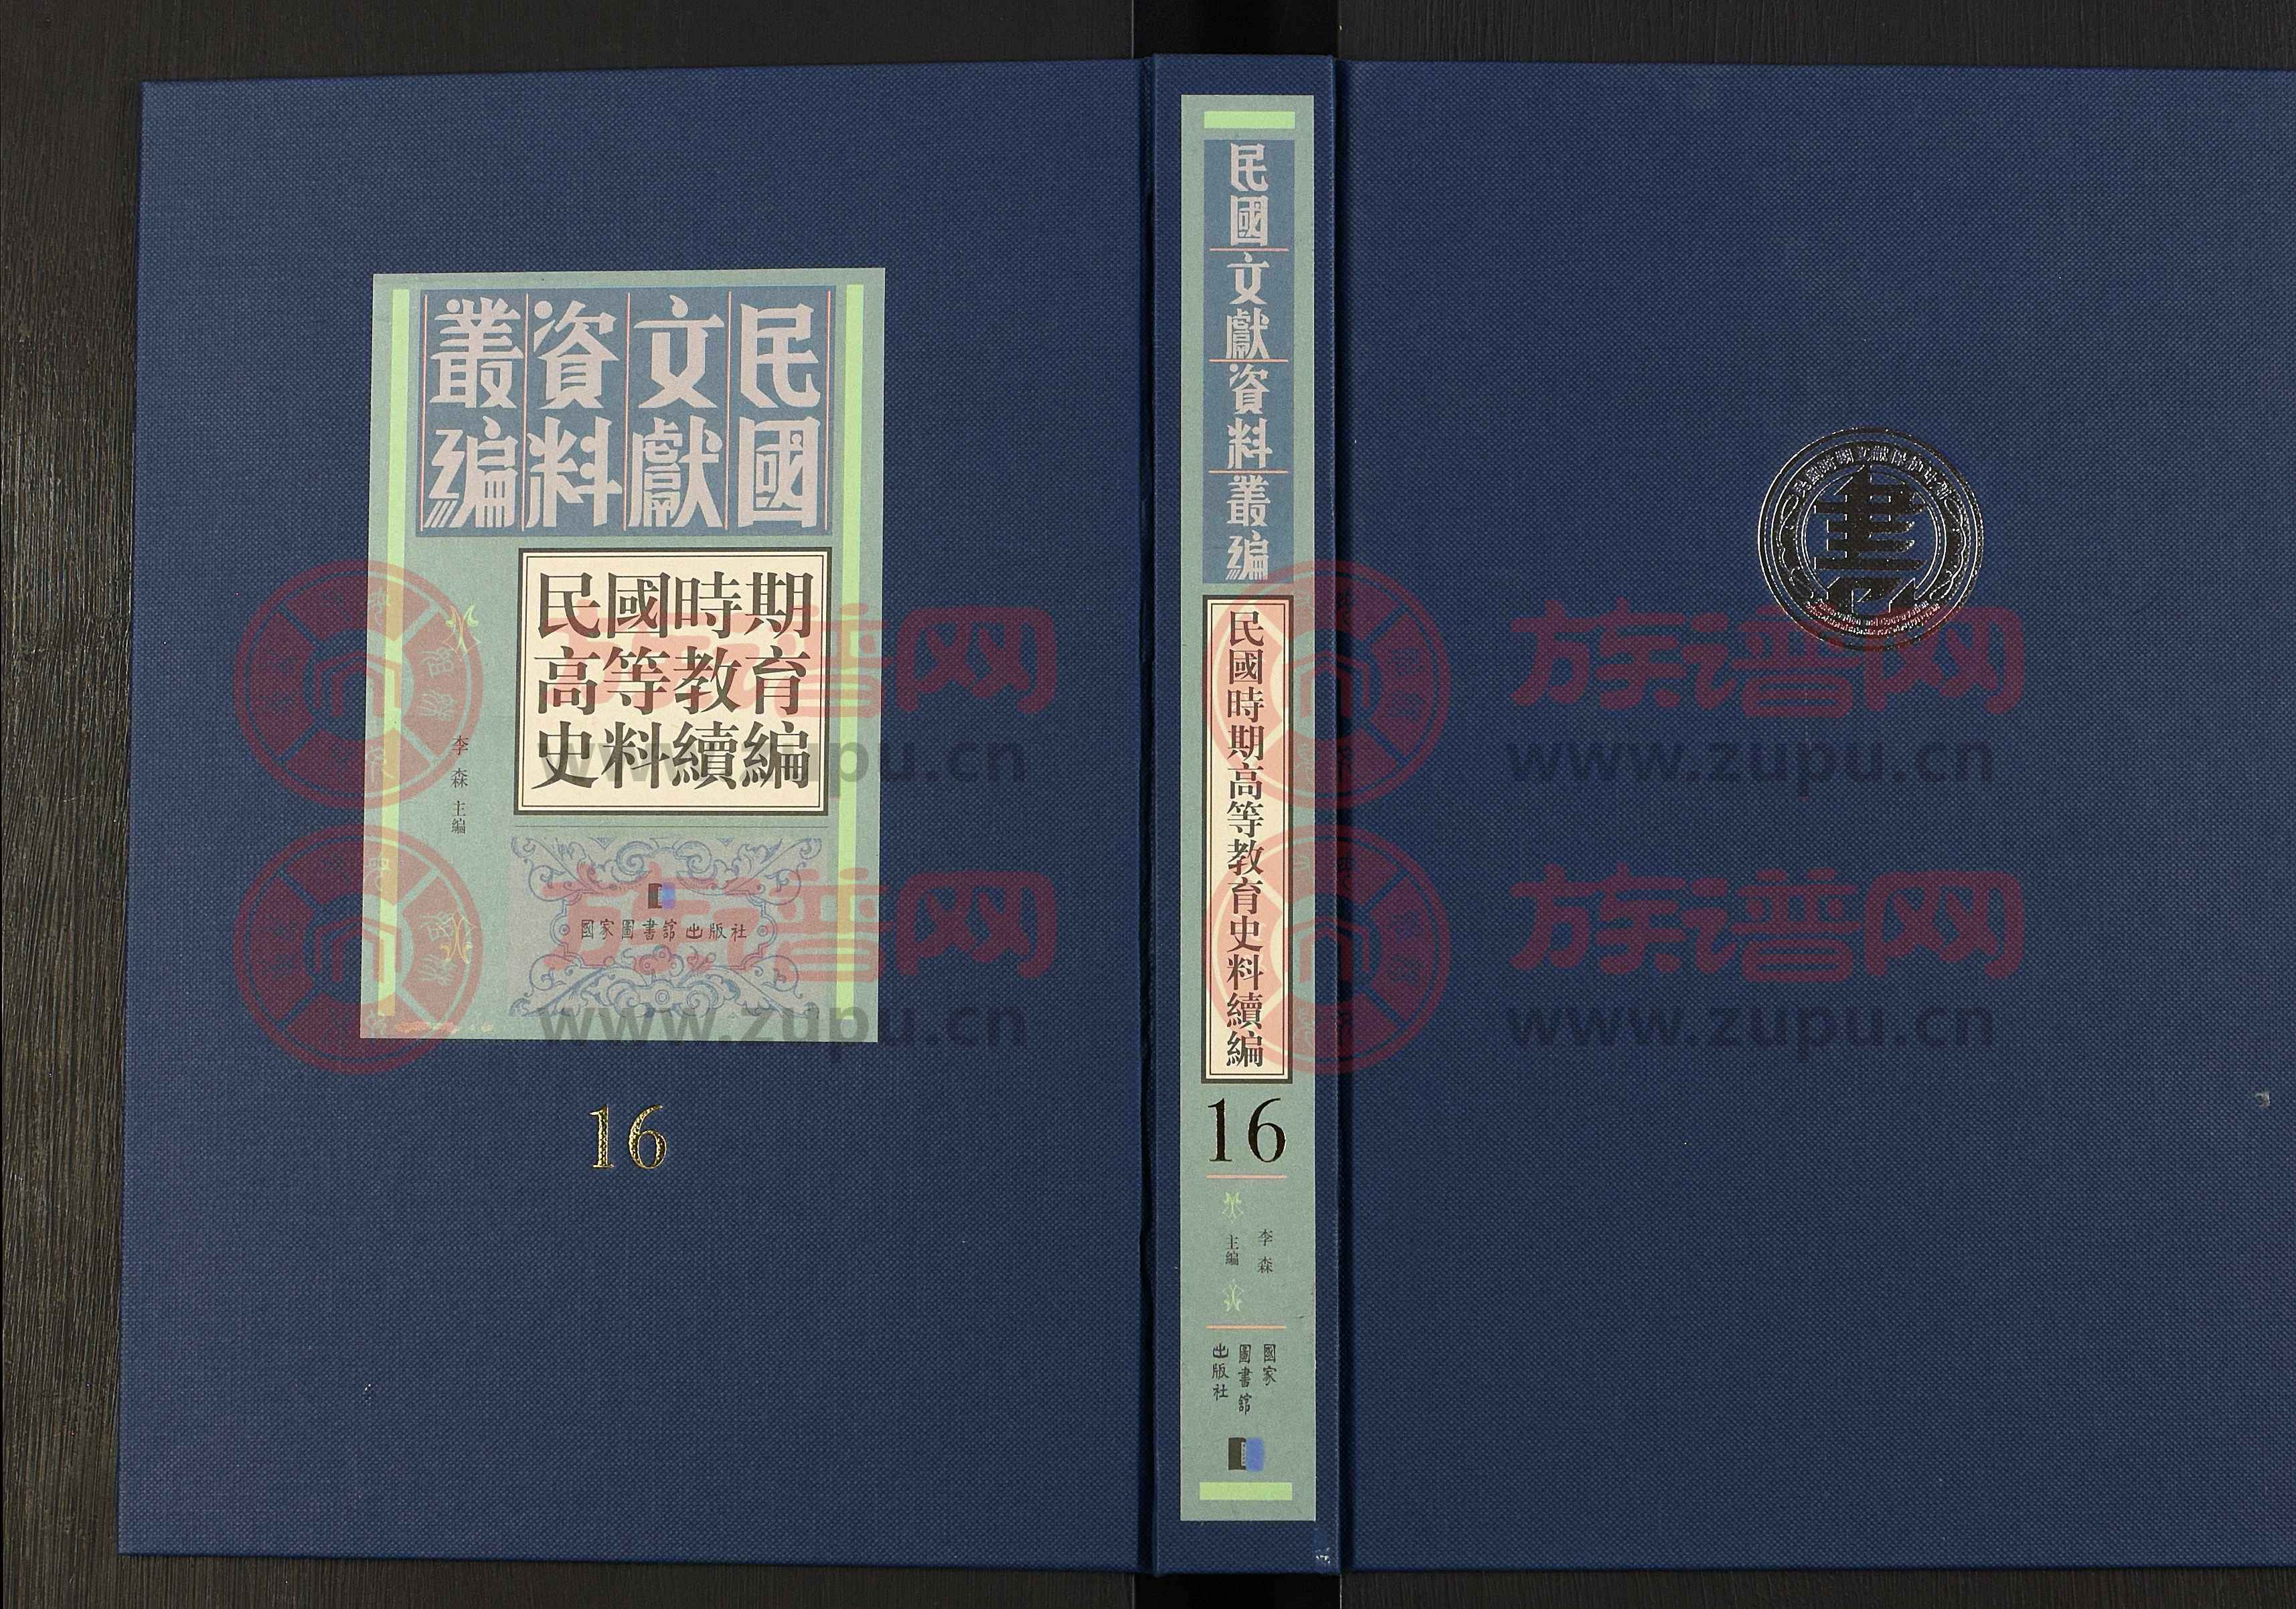 民國
文獻
資料
叢編
民國時期
高等教育
史料續編
李森 主編
國家圖書館出版社
16
民國文獻資料叢編
民國時期高等教育史料續編
16
李森
主編
國家
圖書館
出版社
書
族谱网
www.zupu.cn
族谱网
www.zupu.cn
族谱网
www.zupu.cn
族谱网
www.zupu.cn